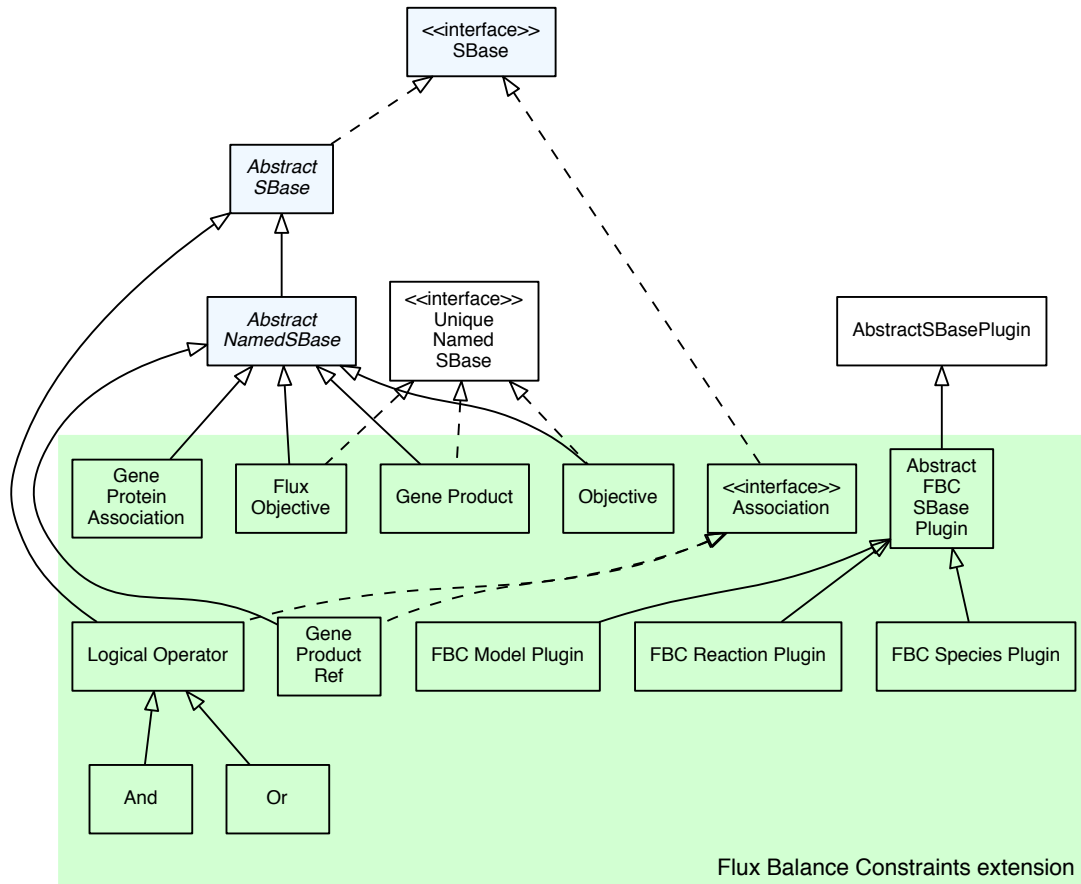 <<interface>>
SBase
Abstract
SBase
Abstract
NamedSBase
<<interface>>
Unique
Named
SBase
AbstractSBasePlugin
Gene
Protein
Association
Flux
Objective
Gene Product
Objective
<<interface>>
Association
Abstract
FBC
SBase
Plugin
Logical Operator
Gene
Product
Ref
FBC Model Plugin
FBC Reaction Plugin
FBC Species Plugin
And
Or
Flux Balance Constraints extension